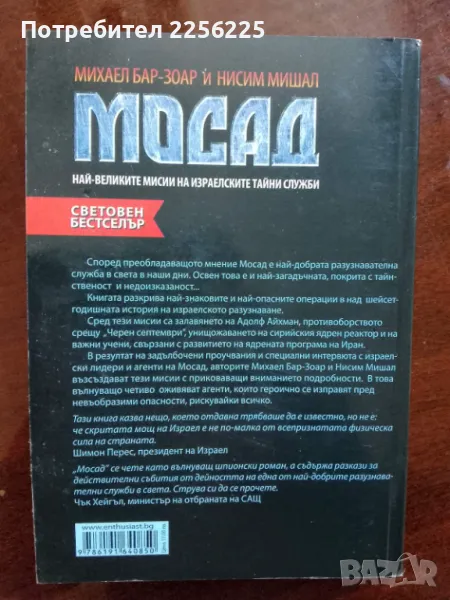 Потребител 2256225
МИХАЕЛ БАР-ЗОАР И НИСИМ МИШАЛ
МОСАД
НАЙ-ВЕЛИКИТЕ МИСИИ НА ИЗРАЕЛСКИТЕ ТАЙНИ СЛУЖБИ
СВЕТОВЕН
БЕСТСЕЛЪР
Според преобладаващото мнение Мосад е най-добрата разузнавателна
служба в света в наши дни. Освен това е и най-загадъчната, покрита с тайн-
ственост и недоизказаност...
Книгата разкрива най-знаковите и най-опасните операции в над шейсет-
годишната история на израелското разузнаване.
Сред тези мисии са залавянето на Адолф Айхман, противоборството
срещу „Черен септември“, унищожаването на сирийския ядрен реактор и на
важни учени, свързани с развитието на ядрената програма на Иран.
В резултат на задълбочени проучвания и специални интервюта с израел-
ски лидери и агенти на Мосад, авторите Михаел Бар-Зоар и Нисим Мишал
възсъздават тези мисии с приковаващи вниманието подробности. В това
вълнуващо четиво оживяват агенти, които героично се изправят пред
невъобразими опасности, рискувайки всичко.
Тази книга казва нещо, което отдавна трябваше да е известно, но не е:
че скритата мощ на Израел е не по-малка от всепризнатата физическа
сила на страната.
Шимон Перес, президент на Израел
„Мосад“ се чете като вълнуващ шпионски роман, а съдържа разкази за
действителни събития от дейността на една от най-добрите разузнава-
телни служби в света. Струва си да се прочете.
Чък Хейгъл, министър на отбраната на САЩ
www.enthusiast.bg
9 786191 640850
bazar.bg